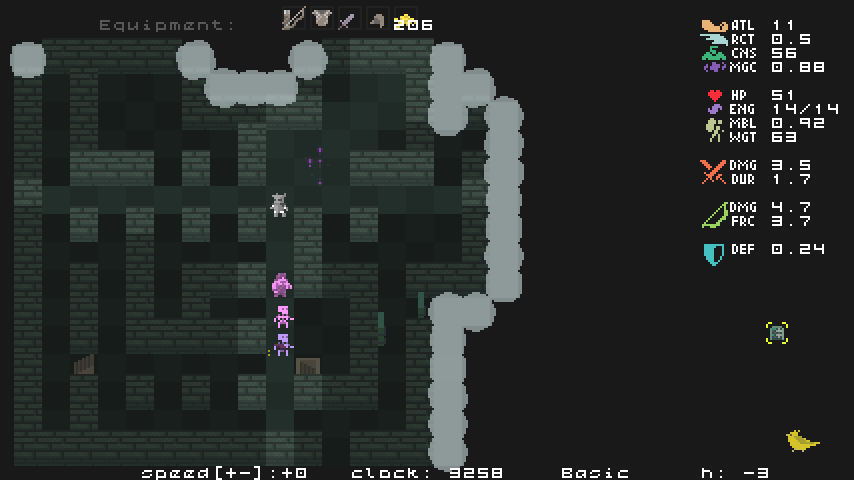 Equipment: 206
ATL 11
RCT 0.5
CNS 56
MGC 0.88
HP 51
ENG 14/14
MBL 0.92
WGT 63
DMG 3.5
DUR 1.7
DMG 4.7
FRC 3.7
DEF 0.24
speed[+-]:+0 clock: 3258 Basic h: -3